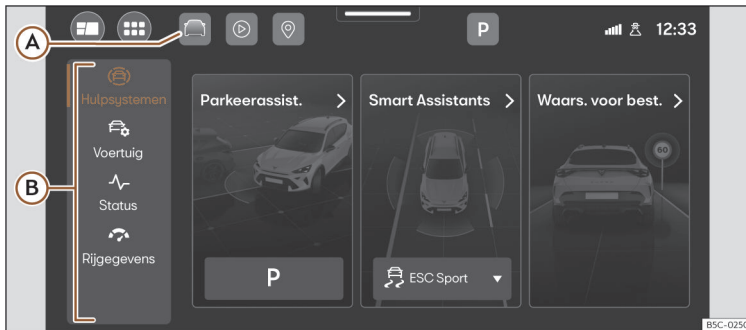 A
P
12:33
B
Hulpsystemen
Voertuig
Status
Rijgegevens
Parkeerassist.
P
Smart Assistants
ESC Sport
Waars. voor best.
60
B5C-0250